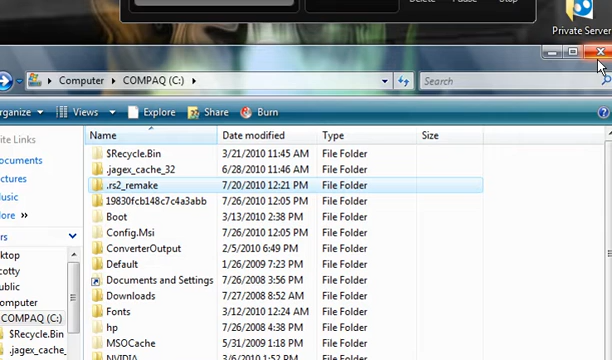 Delete Pause Stop
Private Server
Computer COMPAQ (C:) Search
rganize Views Explore Share Burn
rite Links Name Date modified Type Size
$Recycle.Bin 3/21/2010 11:45 AM File Folder
.jagex_cache_32 6/28/2010 11:46 AM File Folder
.rs2_remake 7/20/2010 12:21 PM File Folder
19830fcb148c7c4a3abb 7/26/2010 12:05 PM File Folder
Boot 3/13/2010 2:38 PM File Folder
Config.Msi 7/26/2010 12:05 PM File Folder
ConverterOutput 2/5/2010 6:49 PM File Folder
Default 1/26/2009 7:23 PM File Folder
Documents and Settings 7/26/2008 3:56 PM File Folder
Downloads 7/27/2008 8:52 AM File Folder
Fonts 3/12/2010 12:24 AM File Folder
hp 7/26/2008 4:38 PM File Folder
MSOCache 5/31/2009 1:18 PM File Folder
NVIDIA 3/6/2010 1:52 PM File Folder
ctures
usic
ore »
rs
sktop
cotty
ublic
omputer
COMPAQ (C:)
$Recycle.Bin
.jagex_cache_